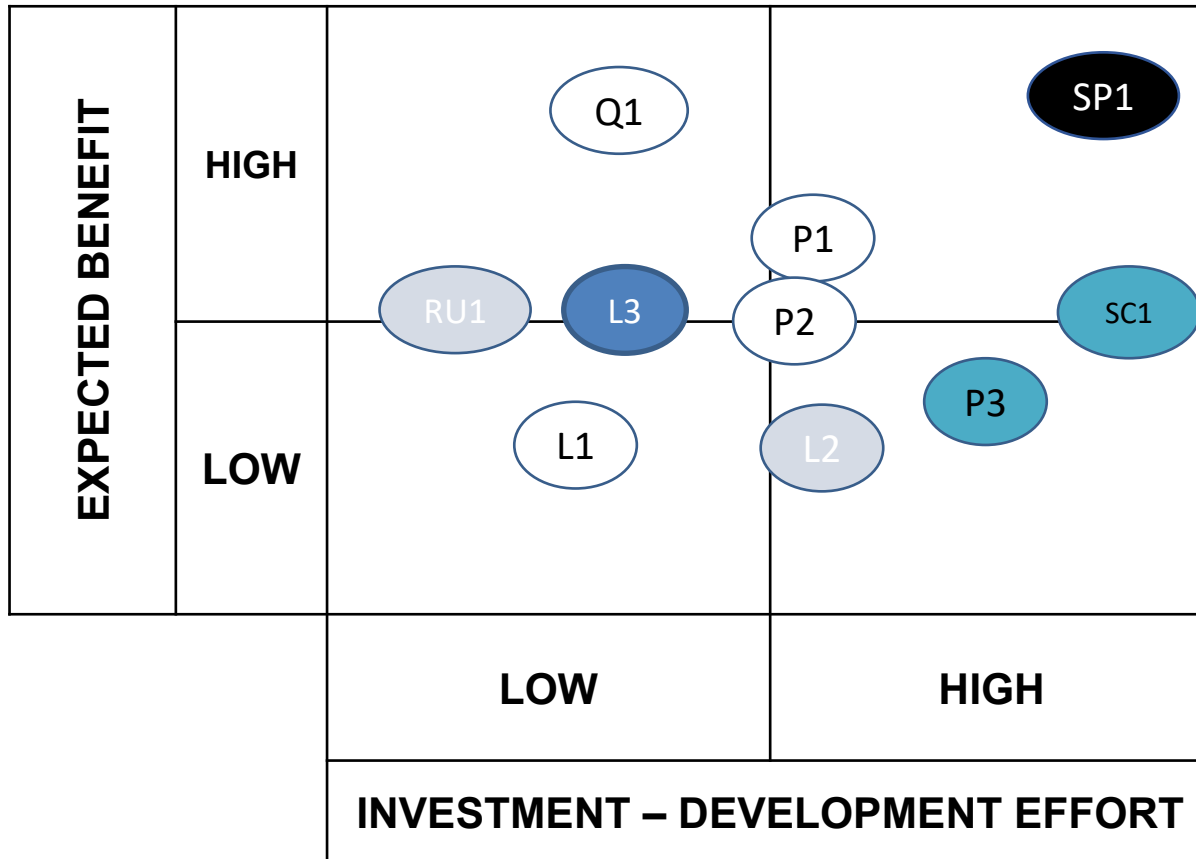 EXPECTED BENEFIT
HIGH
LOW
Q1
SP1
P1
RU1
L3
P2
SC1
P3
L1
L2
LOW
HIGH
INVESTMENT – DEVELOPMENT EFFORT